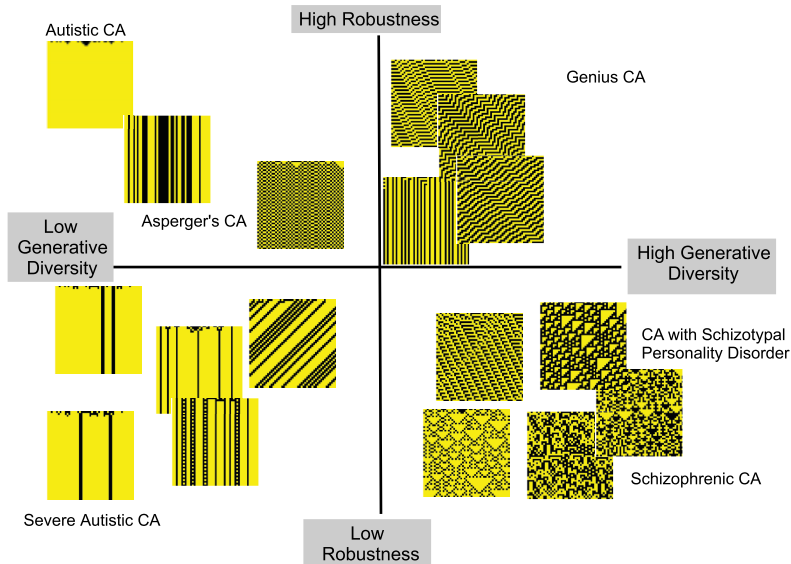 High Robustness
Autistic CA
Genius CA
Asperger's CA
Low
Generative
Diversity
High Generative
Diversity
CA with Schizotypal
Personality Disorder
Schizophrenic CA
Severe Autistic CA
Low
Robustness